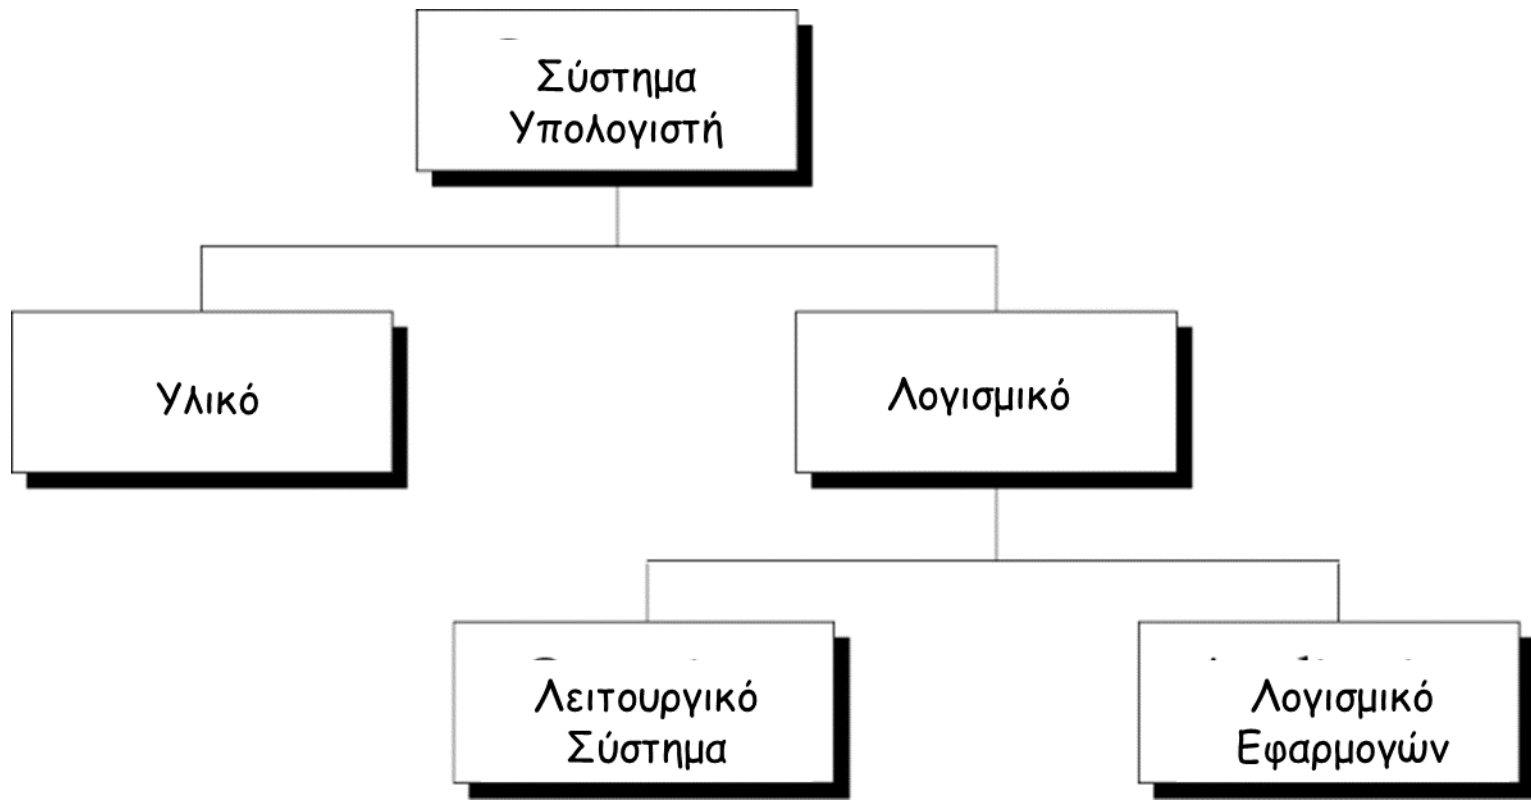 Σύστημα
Υπολογιστή
Υλικό
Λογισμικό
Λειτουργικό
Σύστημα
Λογισμικό
Εφαρμογών